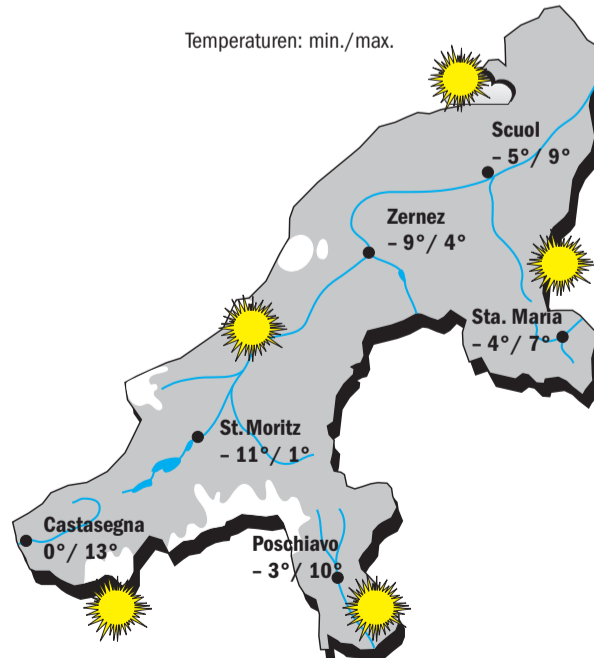 Temperaturen: min./max.
Scuol
– 5°/ 9°
Zernez
– 9°/ 4°
Sta. Maria
– 4°/ 7°
St. Moritz
– 11°/ 1°
Castasegna
0°/ 13°
Poschiavo
– 3°/ 10°